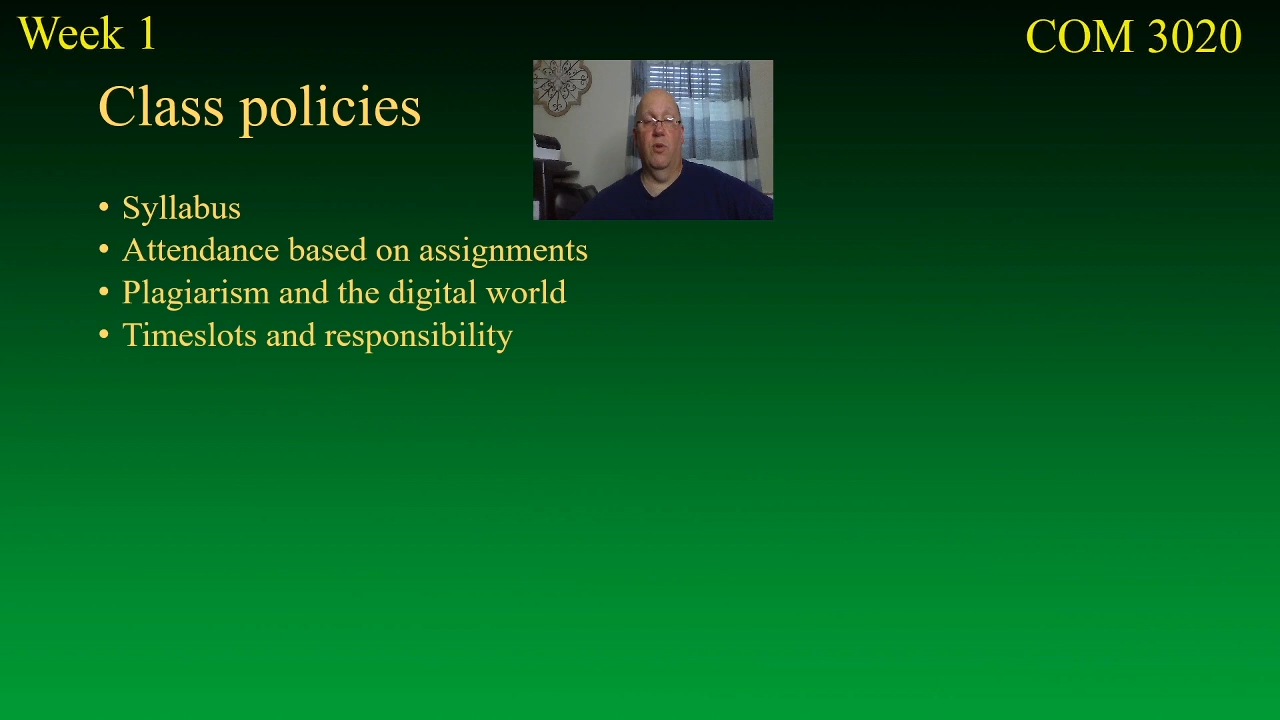 Week 1
COM 3020
Class policies
• Syllabus
• Attendance based on assignments
• Plagiarism and the digital world
• Timeslots and responsibility